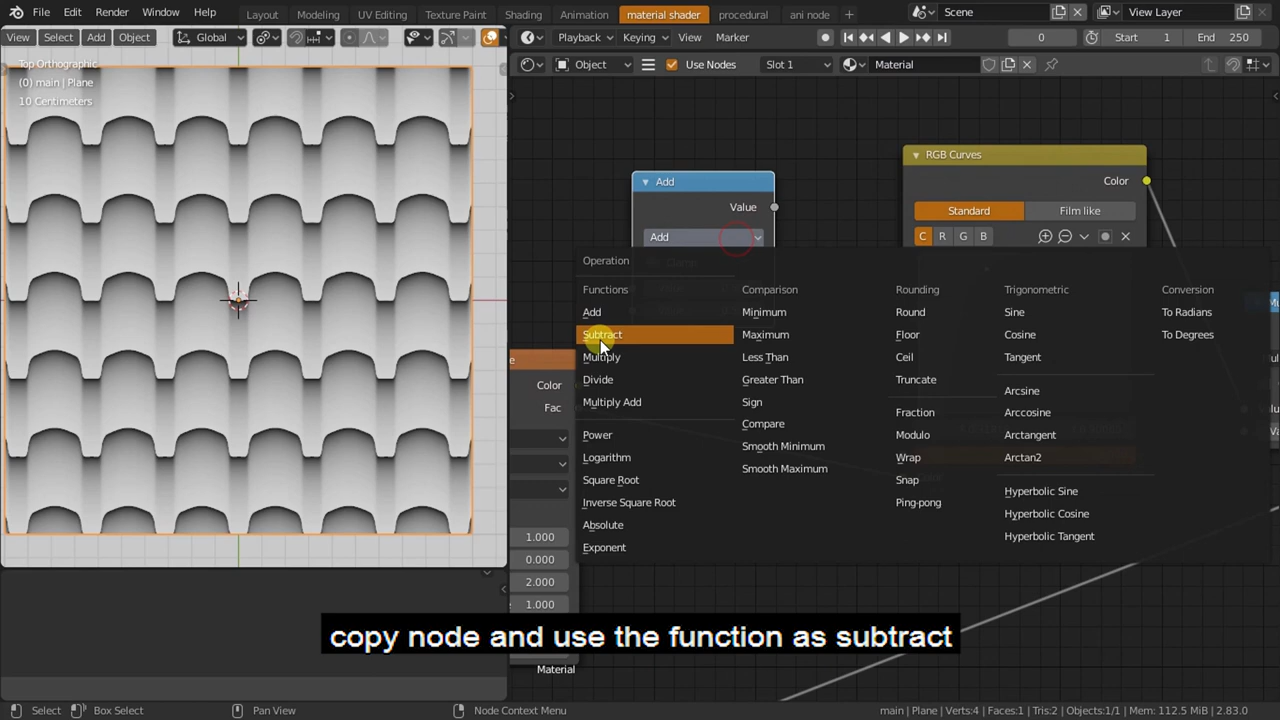 File Edit Render Window Help Layout Modeling UV Editing Texture Paint Shading Animation material shader procedural ani node + Scene View Layer
View Select Add Object Global Playback Keying View Marker 0 Start 1 End 250
Object Use Nodes Slot 1 Material
Top Orthographic
(0) main | Plane
10 Centimeters
Add
Value
Add
RGB Curves
Color
Standard Film like
C R G B
Operation
Functions
Add
Subtract
Multiply
Divide
Multiply Add
Power
Logarithm
Square Root
Inverse Square Root
Absolute
Exponent
Comparison
Minimum
Maximum
Less Than
Greater Than
Sign
Compare
Smooth Minimum
Smooth Maximum
Rounding
Round
Floor
Ceil
Truncate
Fraction
Modulo
Wrap
Snap
Ping-pong
Trigonometric
Sine
Cosine
Tangent
Arcsine
Arccosine
Arctangent
Arctan2
Hyperbolic Sine
Hyperbolic Cosine
Hyperbolic Tangent
Conversion
To Radians
To Degrees
Color
Fac
1.000
0.000
2.000
1.000
copy node and use the function as subtract
Material
Select Box Select Pan View Node Context Menu main | Plane | Verts:4 | Faces:1 | Tris:2 | Objects:1/1 | Mem: 112.5 MiB | 2.83.0